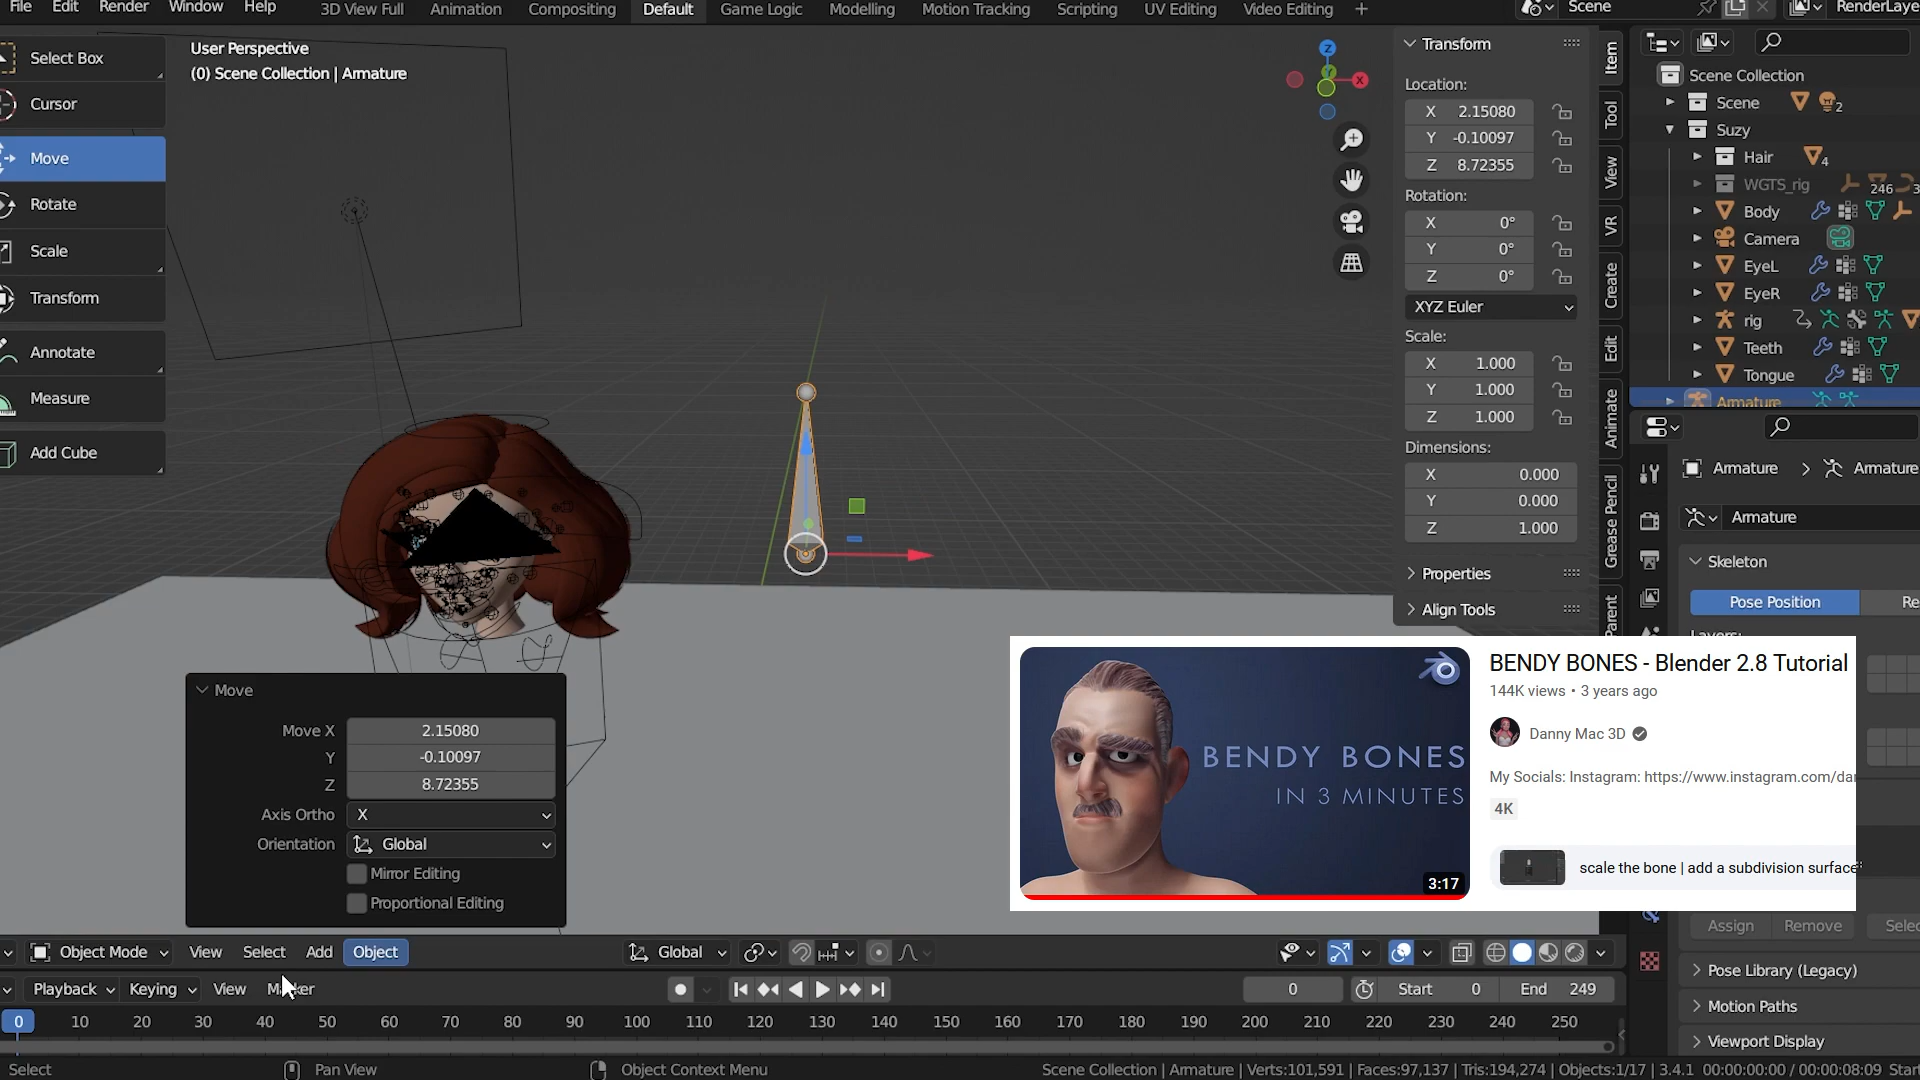 File Edit Render Window Help 3D View Full Animation Compositing Default Game Logic Modelling Motion Tracking Scripting UV Editing Video Editing + Scene RenderLaye
Select Box
Cursor
Move
Rotate
Scale
Transform
Annotate
Measure
Add Cube
User Perspective
(0) Scene Collection | Armature
Z
Y
X
Transform
Location:
X 2.15080
Y -0.10097
Z 8.72355
Rotation:
X 0°
Y 0°
Z 0°
XYZ Euler
Scale:
X 1.000
Y 1.000
Z 1.000
Dimensions:
X 0.000
Y 0.000
Z 1.000
Properties
Align Tools
Item
Tool
View
VR
Create
Edit
Animate
Grease Pencil
Parent
Scene Collection
Scene 2
Suzy
Hair 4
WGTS_rig 246 3
Body
Camera
EyeL
EyeR
rig
Teeth
Tongue
Armature
Armature > Armature
Armature
Skeleton
Pose Position Re
Layers:
Move
Move X 2.15080
Y -0.10097
Z 8.72355
Axis Ortho X
Orientation Global
Mirror Editing
Proportional Editing
BENDY BONES
IN 3 MINUTES
3:17
BENDY BONES - Blender 2.8 Tutorial
144K views • 3 years ago
Danny Mac 3D
My Socials: Instagram: https://www.instagram.com/da
4K
scale the bone | add a subdivision surface
Assign Remove Selec
Pose Library (Legacy)
Motion Paths
Viewport Display
Object Mode View Select Add Object Global
Playback Keying View Marker 0 Start 0 End 249
0 10 20 30 40 50 60 70 80 90 100 110 120 130 140 150 160 170 180 190 200 210 220 230 240 250
Select Pan View Object Context Menu Scene Collection | Armature | Verts:101,591 | Faces:97,137 | Tris:194,274 | Objects:1/17 | 3.4.1 00:00:00:00 / 00:00:08:09 Start